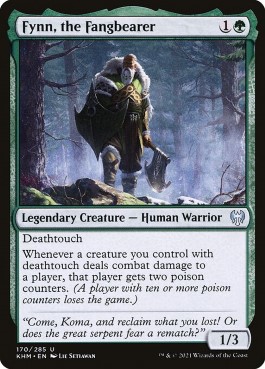 Fynn, the Fangbearer 1
Legendary Creature — Human Warrior
Deathtouch
Whenever a creature you control with
deathtouch deals combat damage to
a player, that player gets two poison
counters. (A player with ten or more poison
counters loses the game.)
"Come, Koma, and reclaim what you lost! Or
does the great serpent fear a rematch?"
1/3
170/285 U
KHM • EN Lie Setiawan
™ & © 2021 Wizards of the Coast